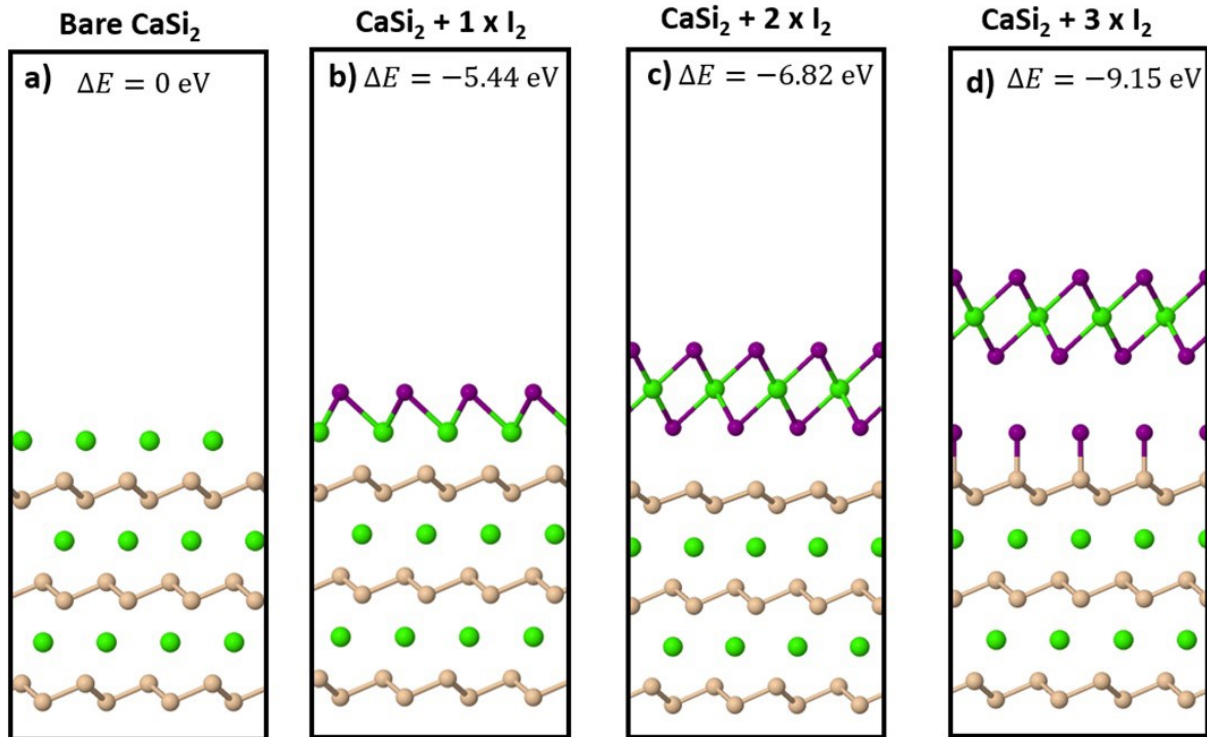 Bare CaSi₂
CaSi₂ + 1 x I₂
CaSi₂ + 2 x I₂
CaSi₂ + 3 x I₂
a) ΔE = 0 eV
b) ΔE = −5.44 eV
c) ΔE = −6.82 eV
d) ΔE = −9.15 eV